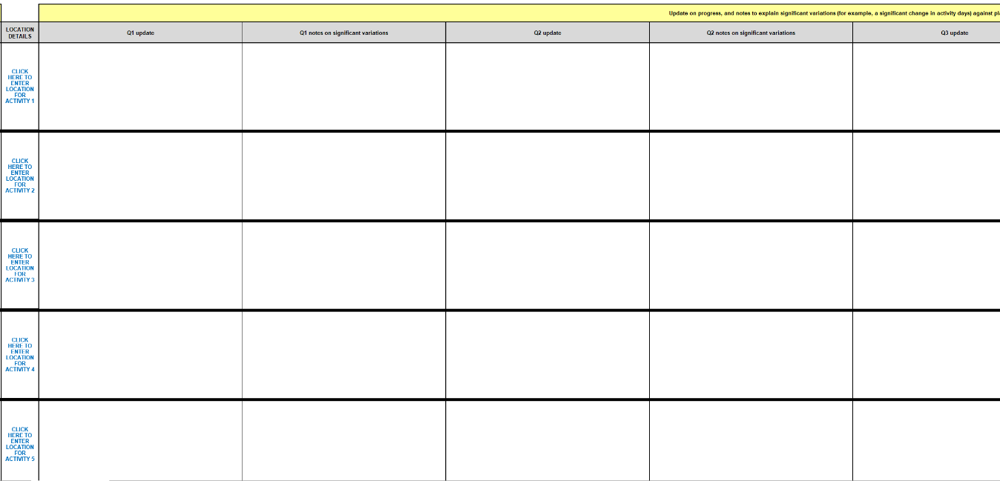 Update on progress, and notes to explain significant variations (for example, a significant change in activity days) against
LOCATION
DETAILS
Q1 update
Q1 notes on significant variations
Q2 update
Q2 notes on significant variations
Q3 update
CLICK
HERE TO
ENTER
LOCATION
FOR
ACTIVITY 1
CLICK
HERE TO
ENTER
LOCATION
FOR
ACTIVITY 2
CLICK
HERE TO
ENTER
LOCATION
FOR
ACTIVITY 3
CLICK
HERE TO
ENTER
LOCATION
FOR
ACTIVITY 4
CLICK
HERE TO
ENTER
LOCATION
FOR
ACTIVITY 5